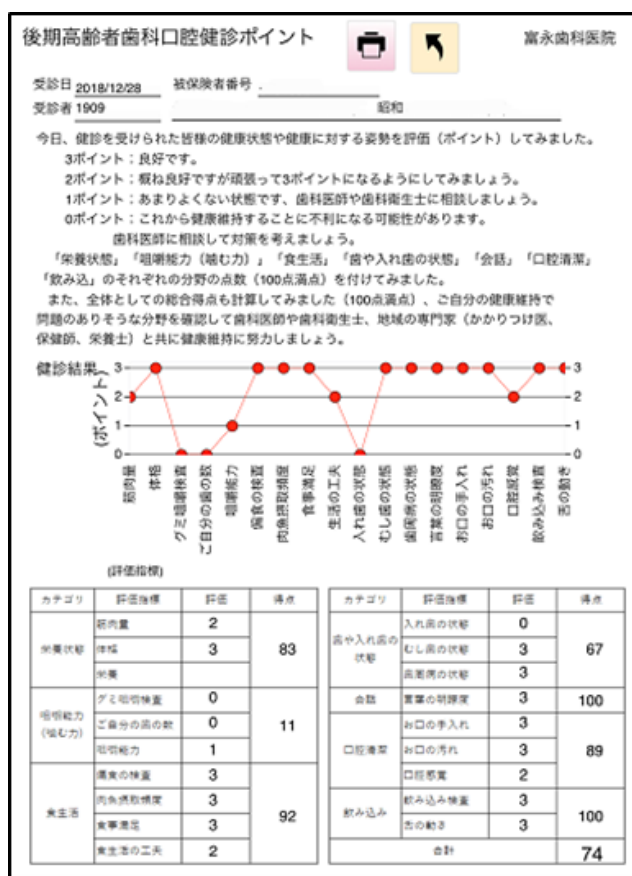 後期高齢者歯科口腔健診ポイント
富永歯科医院
受診日 2018/12/28 被保険者番号
受診者 1909 昭和
今日、健診を受けられた皆様の健康状態や健康に対する姿勢を評価（ポイント）してみました。
3ポイント：良好です。
2ポイント：概ね良好ですが頑張って3ポイントになるようにしてみましょう。
1ポイント：あまりよくない状態です、歯科医師や歯科衛生士に相談しましょう。
0ポイント：これから健康維持することに不利になる可能性があります。
歯科医師に相談して対策を考えましょう。
「栄養状態」「咀嚼能力（噛む力）」「食生活」「歯や入れ歯の状態」「会話」「口腔清潔」
「飲み込」のそれぞれの分野の点数（100点満点）を付けてみました。
また、全体としての総合得点も計算してみました（100点満点）、ご自分の健康維持で
問題のありそうな分野を確認して歯科医師や歯科衛生士、地域の専門家（かかりつけ医、
保健師、栄養士）と共に健康維持に努力しましょう。
健診結果
(ポイント)
3 3
2 2
1 1
0 0
筋肉量
体格
グミ咀嚼検査
ご自分の歯の数
咀嚼能力
偏食の検査
肉魚摂取頻度
食事満足
生活の工夫
入れ歯の状態
むし歯の状態
歯周病の状態
言葉の明瞭度
お口の手入れ
お口の汚れ
口腔感覚
飲み込み検査
舌の動き
(評価指標)
カテゴリ 評価指標 評価 得点
栄養状態 筋肉量 2 83
体格 3
栄養
咀嚼能力(噛む力) グミ咀嚼検査 0 11
ご自分の歯の数 0
咀嚼能力 1
食生活 偏食の検査 3 92
肉魚摂取頻度 3
食事満足 3
食生活の工夫 2
カテゴリ 評価指標 評価 得点
歯や入れ歯の状態 入れ歯の状態 0 67
むし歯の状態 3
歯周病の状態 3
会話 言葉の明瞭度 3 100
口腔清潔 お口の手入れ 3 89
お口の汚れ 3
口腔感覚 2
飲み込み 飲み込み検査 3 100
舌の動き 3
合計 74